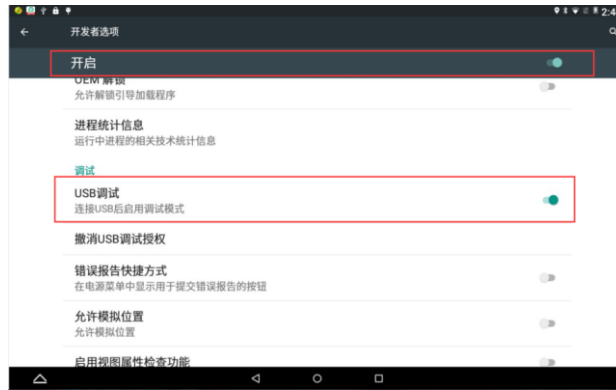 2:4
开发者选项
开启
OEM 解锁
允许解锁引导加载程序
进程统计信息
运行中进程的相关技术统计信息
调试
USB调试
连接USB后启用调试模式
撤消USB调试授权
错误报告快捷方式
在电源菜单中显示用于提交错误报告的按钮
允许模拟位置
允许模拟位置
启用视图属性检查功能